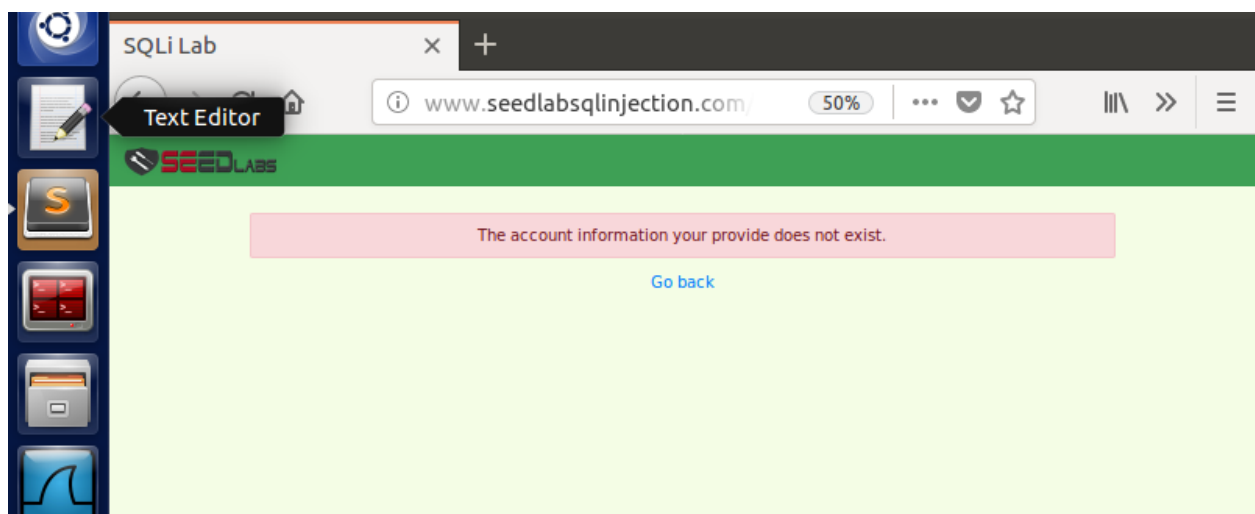 SQLi Lab
Text Editor
www.seedlabsqlinjection.com/
50%
SEEDLABS
The account information your provide does not exist.
Go back